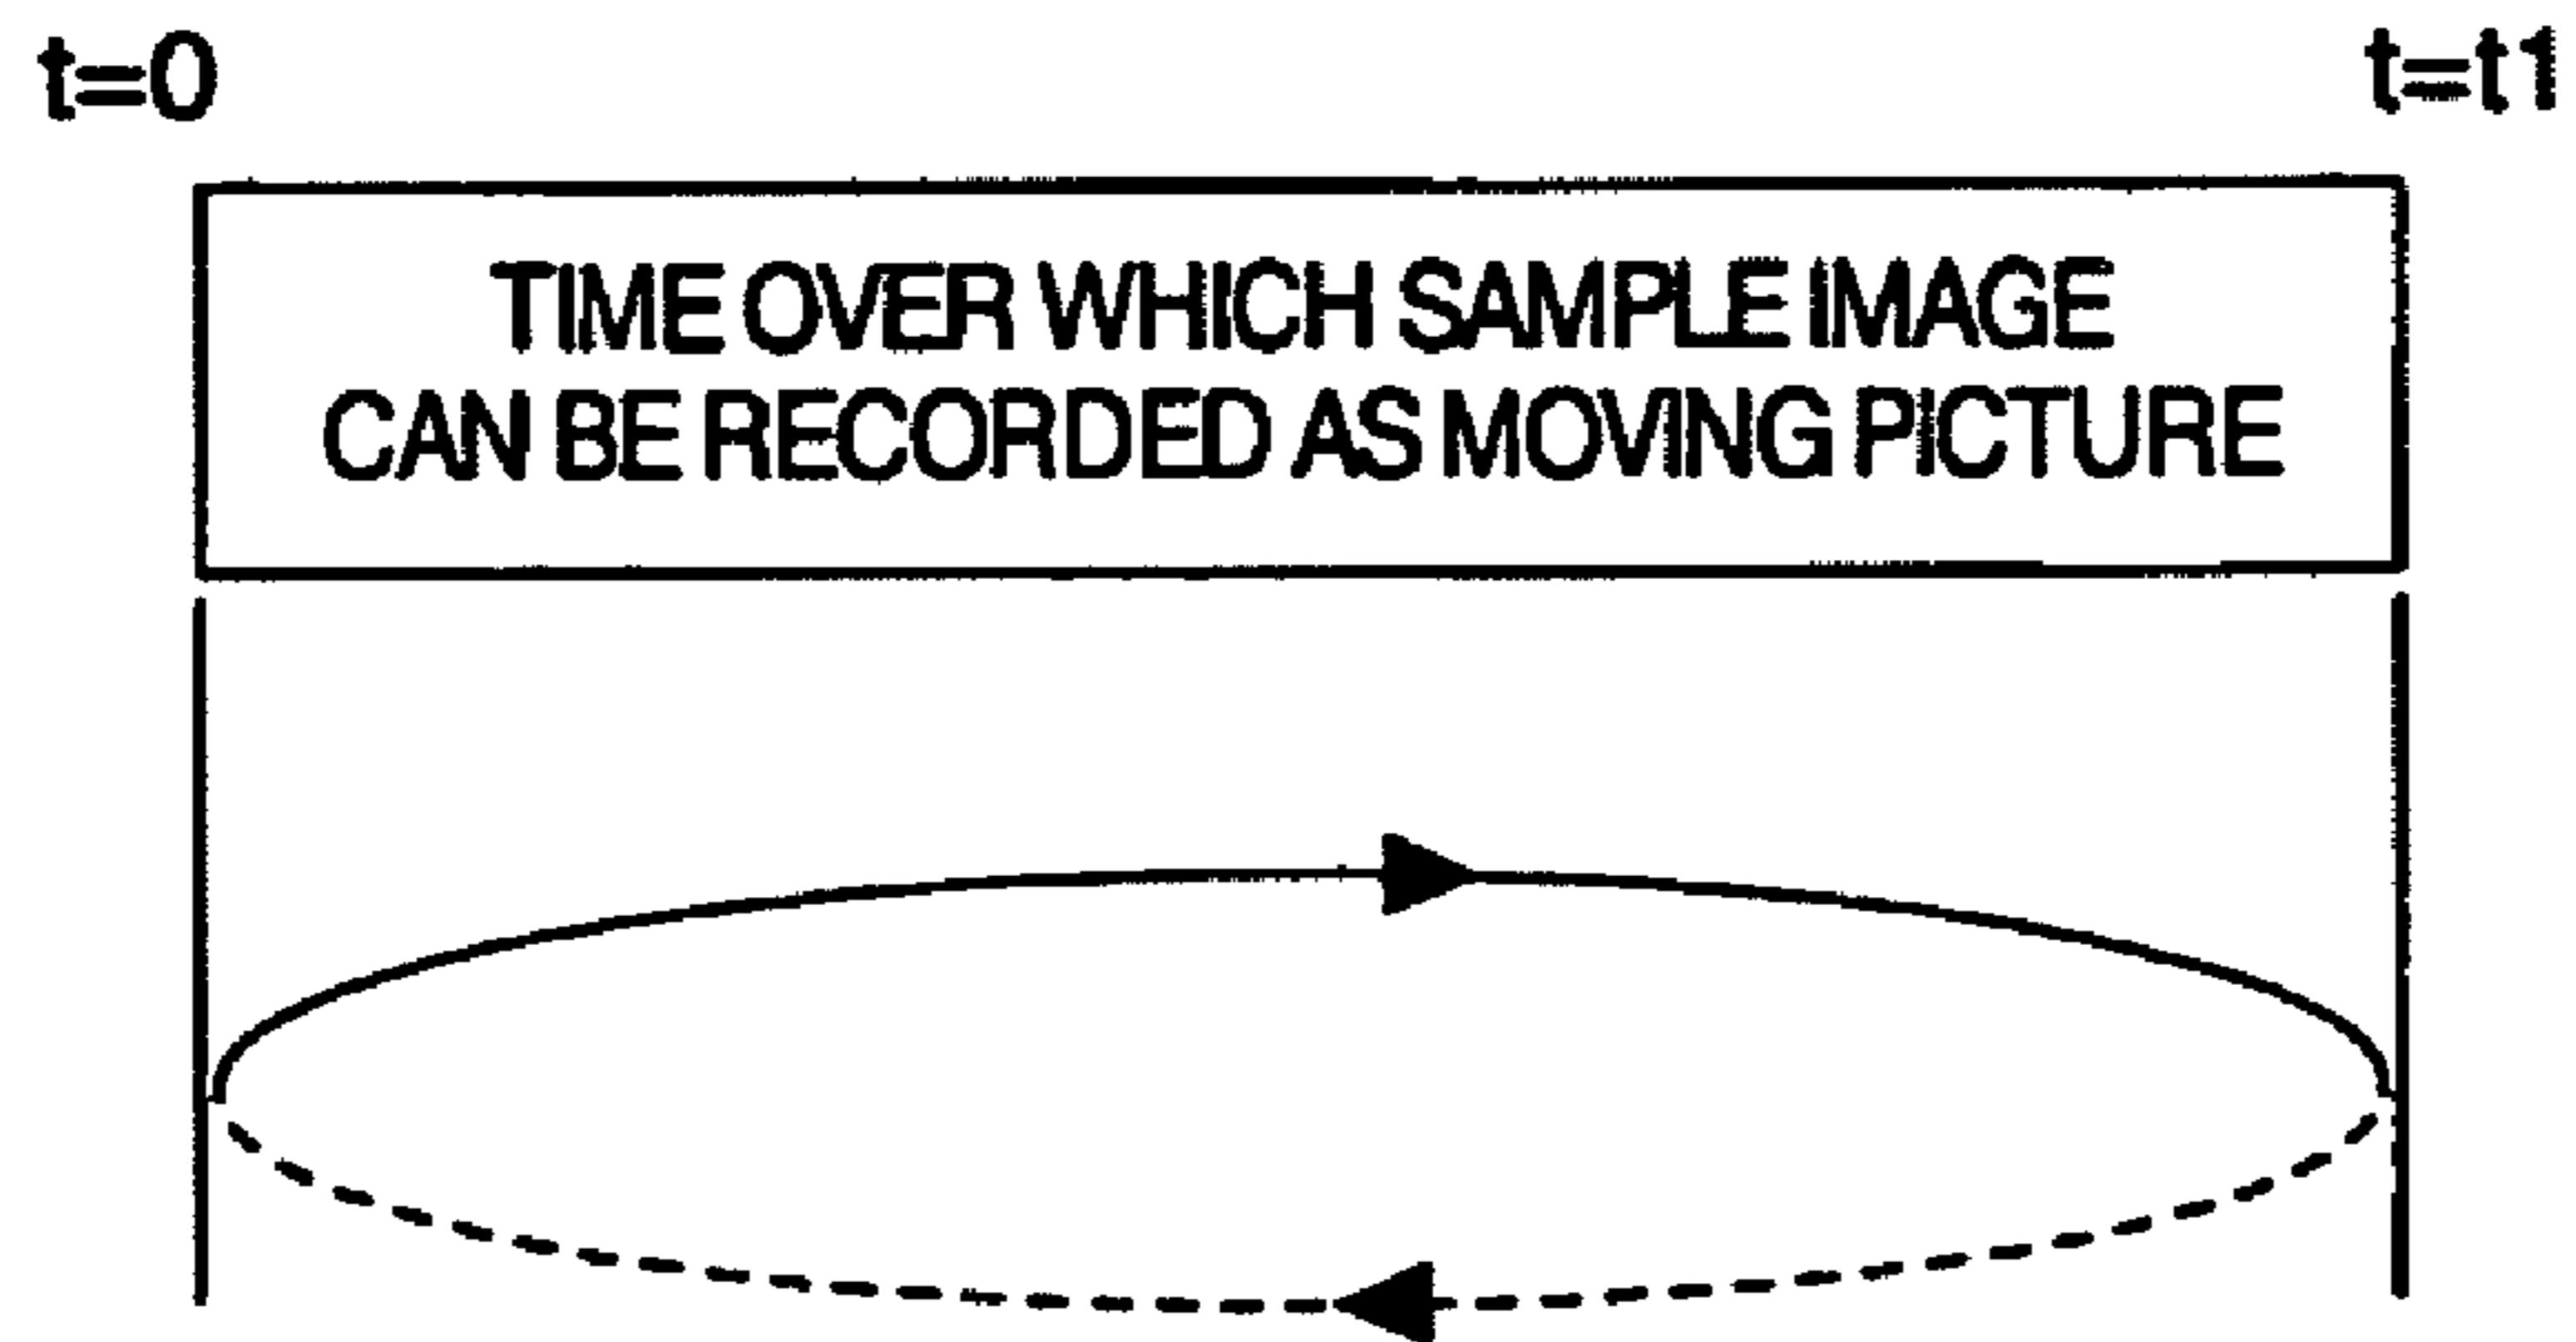 t=0 t=t1
TIME OVER WHICH SAMPLE IMAGE
CAN BE RECORDED AS MOVING PICTURE